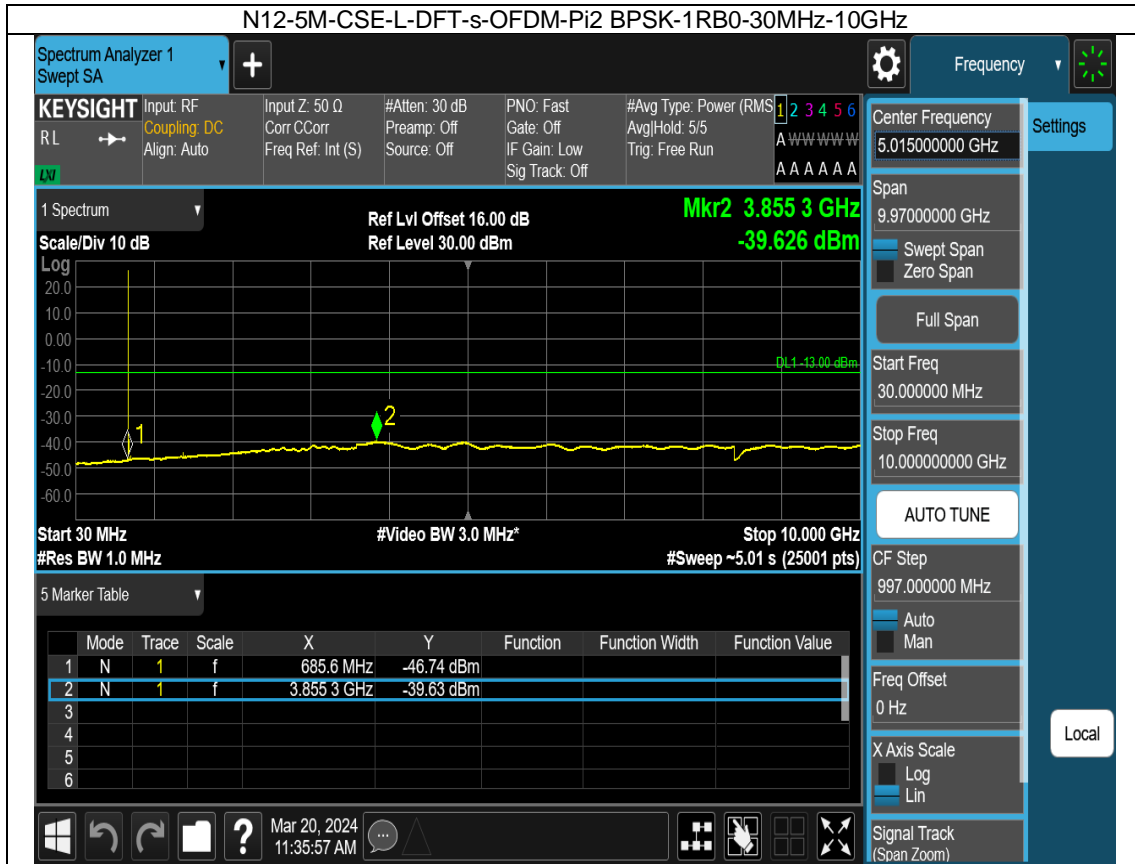 N12-5M-CSE-L-DFT-s-OFDM-Pi2 BPSK-1RB0-30MHz-10GHz
Spectrum Analyzer 1
Swept SA
Frequency
KEYSIGHT
R L
LXI
Input: RF
Coupling: DC
Align: Auto
Input Z: 50 Ω
Corr CCorr
Freq Ref: Int (S)
#Atten: 30 dB
Preamp: Off
Source: Off
PNO: Fast
Gate: Off
IF Gain: Low
Sig Track: Off
#Avg Type: Power (RMS
Avg|Hold: 5/5
Trig: Free Run
1 2 3 4 5 6
A W W W W W
A A A A A A
1 Spectrum
Scale/Div 10 dB
Ref Lvl Offset 16.00 dB
Ref Level 30.00 dBm
Mkr2 3.855 3 GHz
-39.626 dBm
Log
20.0
10.0
0.00
-10.0
-20.0
-30.0
-40.0
-50.0
-60.0
DL1 -13.00 dBm
1
2
Start 30 MHz
#Res BW 1.0 MHz
#Video BW 3.0 MHz*
Stop 10.000 GHz
#Sweep ~5.01 s (25001 pts)
5 Marker Table
Mode Trace Scale X Y Function Function Width Function Value
1 N 1 f 685.6 MHz -46.74 dBm
2 N 1 f 3.855 3 GHz -39.63 dBm
3
4
5
6
Mar 20, 2024
11:35:57 AM
Center Frequency
5.015000000 GHz
Span
9.97000000 GHz
Swept Span
Zero Span
Full Span
Start Freq
30.000000 MHz
Stop Freq
10.000000000 GHz
AUTO TUNE
CF Step
997.000000 MHz
Auto
Man
Freq Offset
0 Hz
X Axis Scale
Log
Lin
Signal Track
(Span Zoom)
Settings
Local